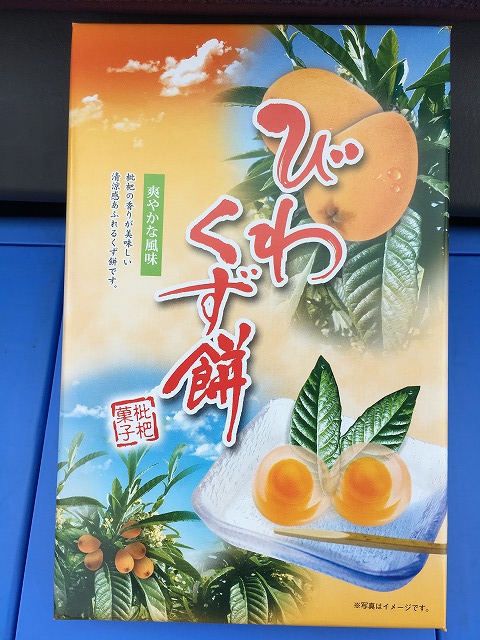 びわ
くず餅
爽やかな風味
枇杷の香りが美味しい
清涼感あふれるくず餅です。
枇杷
菓子
※写真はイメージです。